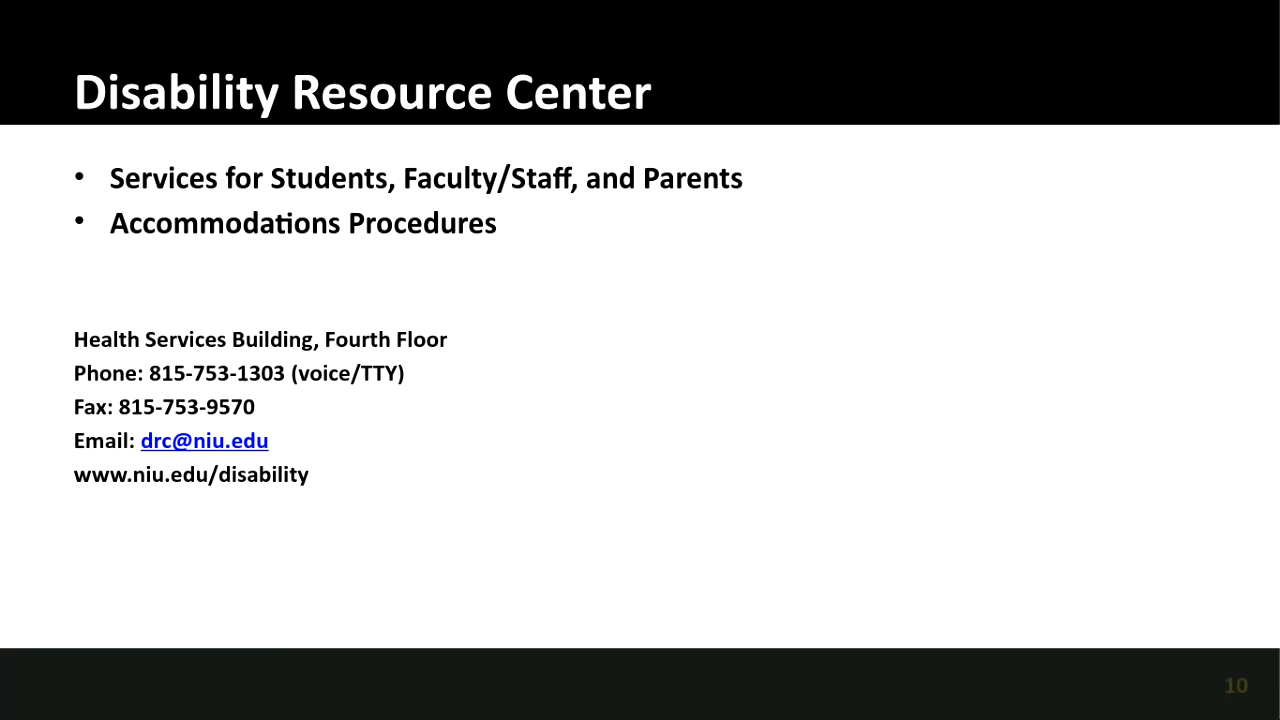 Disability Resource Center
• Services for Students, Faculty/Staff, and Parents
• Accommodations Procedures
Health Services Building, Fourth Floor
Phone: 815-753-1303 (voice/TTY)
Fax: 815-753-9570
Email: drc@niu.edu
www.niu.edu/disability
10